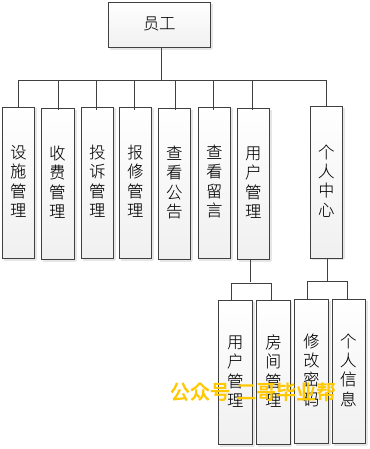 员工
设施管理
收费管理
投诉管理
报修管理
查看公告
查看留言
用户管理
个人中心
用户管理
房间管理
修改密码
个人信息
公众号:二哥毕业帮